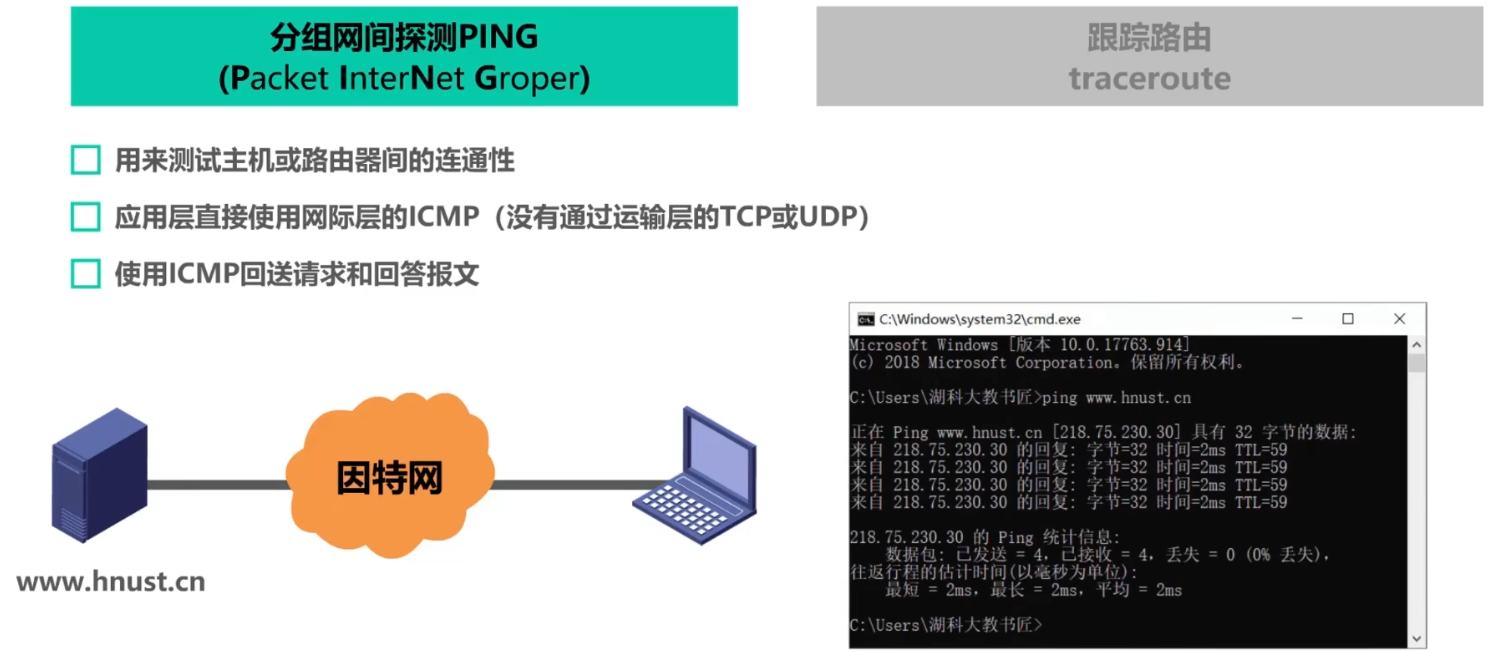 分组网间探测PING
(Packet InterNet Groper)
跟踪路由
traceroute
用来测试主机或路由器间的连通性
应用层直接使用网际层的ICMP（没有通过运输层的TCP或UDP）
使用ICMP回送请求和回答报文
因特网
www.hnust.cn
C:\Windows\system32\cmd.exe
Microsoft Windows [版本 10.0.17763.914]
(c) 2018 Microsoft Corporation。保留所有权利。
C:\Users\湖科大教书匠>ping www.hnust.cn
正在 Ping www.hnust.cn [218.75.230.30] 具有 32 字节的数据:
来自 218.75.230.30 的回复: 字节=32 时间=2ms TTL=59
来自 218.75.230.30 的回复: 字节=32 时间=2ms TTL=59
来自 218.75.230.30 的回复: 字节=32 时间=2ms TTL=59
来自 218.75.230.30 的回复: 字节=32 时间=2ms TTL=59
218.75.230.30 的 Ping 统计信息:
数据包: 已发送 = 4，已接收 = 4，丢失 = 0 (0% 丢失)，
往返行程的估计时间(以毫秒为单位):
最短 = 2ms，最长 = 2ms，平均 = 2ms
C:\Users\湖科大教书匠>